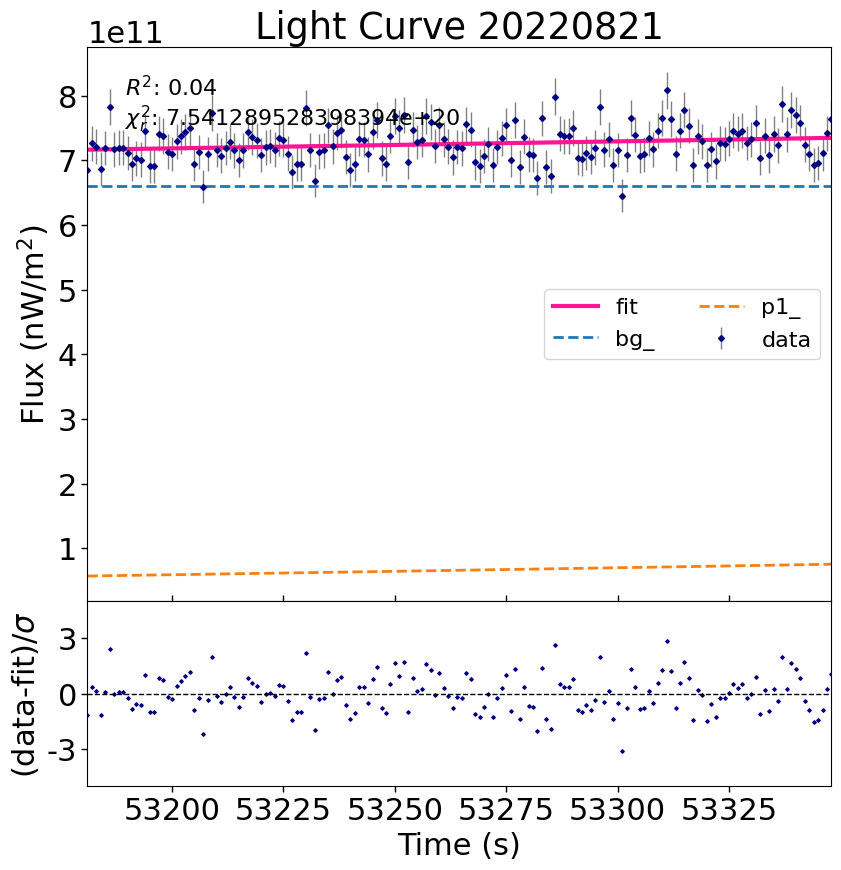 Light Curve 20220821
1e11
R²: 0.04
χ²ᵣ: 7.541289528398394e+20
8
7
6
5
4
3
2
1
Flux (nW/m²)
fit
bg_
p1_
data
3
0
-3
(data-fit)/σ
53200 53225 53250 53275 53300 53325
Time (s)